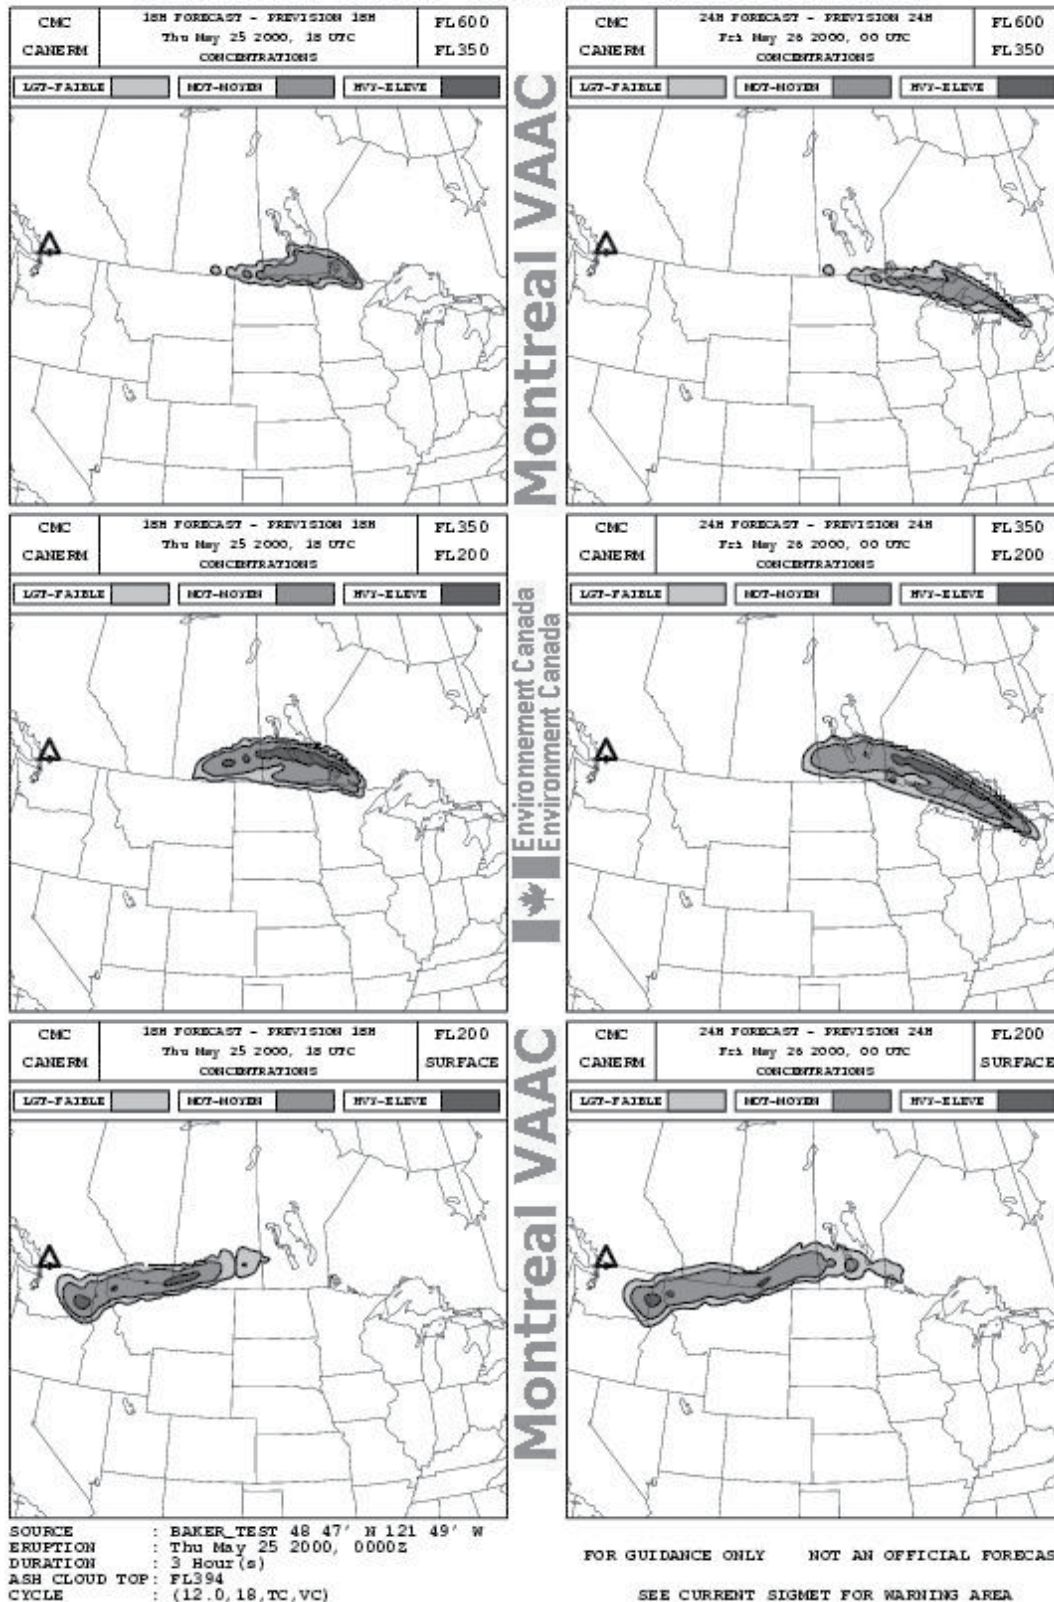 CMC
CANERM
18H FORECAST - PREVISION 18H
Thu May 25 2000, 18 UTC
CONCENTRATIONS
FL600
FL350
LGT-FAIBLE
MDT-MOYEN
HVY-ELEVE
CMC
CANERM
24H FORECAST - PREVISION 24H
Fri May 26 2000, 00 UTC
CONCENTRATIONS
FL600
FL350
LGT-FAIBLE
MDT-MOYEN
HVY-ELEVE
Montreal VAAC
CMC
CANERM
18H FORECAST - PREVISION 18H
Thu May 25 2000, 18 UTC
CONCENTRATIONS
FL350
FL200
LGT-FAIBLE
MDT-MOYEN
HVY-ELEVE
CMC
CANERM
24H FORECAST - PREVISION 24H
Fri May 26 2000, 00 UTC
CONCENTRATIONS
FL350
FL200
LGT-FAIBLE
MDT-MOYEN
HVY-ELEVE
Environnement Canada
Environment Canada
CMC
CANERM
18H FORECAST - PREVISION 18H
Thu May 25 2000, 18 UTC
CONCENTRATIONS
FL200
SURFACE
LGT-FAIBLE
MDT-MOYEN
HVY-ELEVE
CMC
CANERM
24H FORECAST - PREVISION 24H
Fri May 26 2000, 00 UTC
CONCENTRATIONS
FL200
SURFACE
LGT-FAIBLE
MDT-MOYEN
HVY-ELEVE
Montreal VAAC
SOURCE : BAKER_TEST 48 47' N 121 49' W
ERUPTION : Thu May 25 2000, 0000Z
DURATION : 3 Hour(s)
ASH CLOUD TOP: FL394
CYCLE : (12.0,18,TC,VC)
FOR GUIDANCE ONLY NOT AN OFFICIAL FORECAS
SEE CURRENT SIGMET FOR WARNING AREA